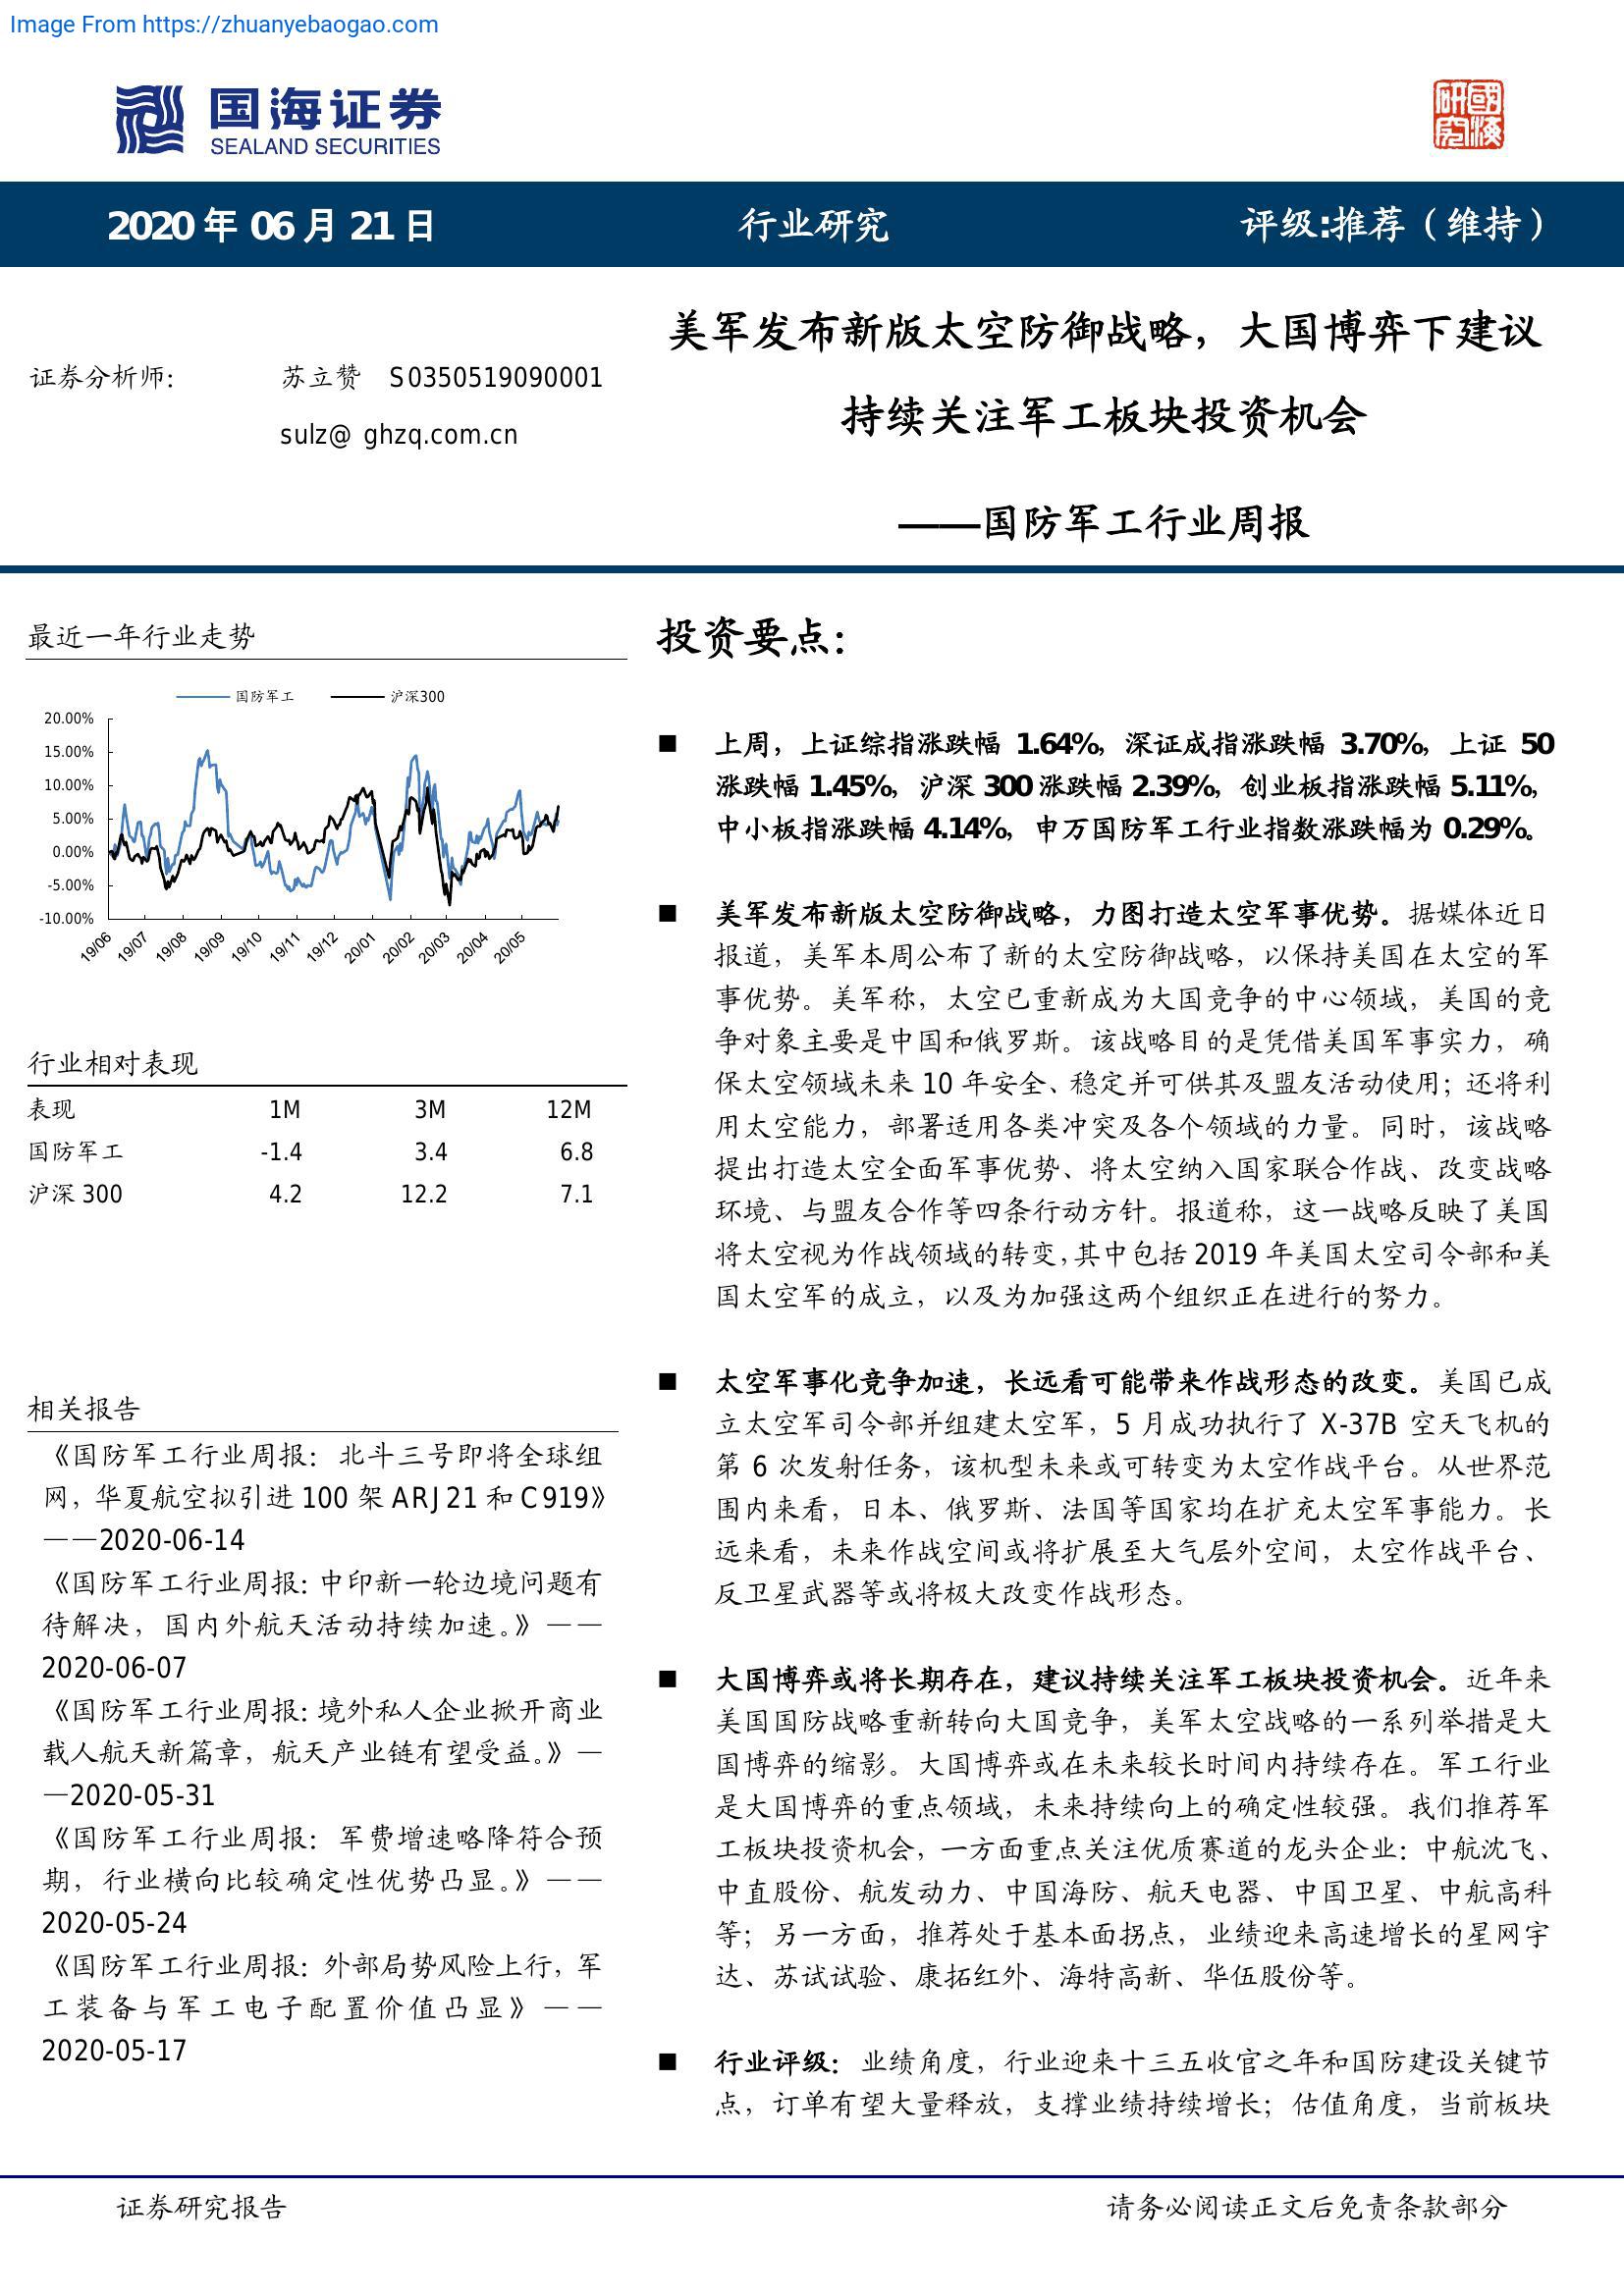 Image From https://zhuanyebaogao.com
国海证券
SEALAND SECURITIES
研究
國海
2020 年 06 月 21 日
行业研究
评级:推荐（维持）
证券分析师：
苏立赞 S0350519090001
sulz@ ghzq.com.cn
美军发布新版太空防御战略，大国博弈下建议
持续关注军工板块投资机会
——国防军工行业周报
最近一年行业走势
国防军工
沪深300
20.00%
15.00%
10.00%
5.00%
0.00%
-5.00%
-10.00%
19/06
19/07
19/08
19/09
19/10
19/11
19/12
20/01
20/02
20/03
20/04
20/05
行业相对表现
表现 1M 3M 12M
国防军工 -1.4 3.4 6.8
沪深 300 4.2 12.2 7.1
相关报告
《国防军工行业周报：北斗三号即将全球组
网，华夏航空拟引进 100 架 ARJ21 和 C919》
——2020-06-14
《国防军工行业周报：中印新一轮边境问题有
待解决，国内外航天活动持续加速。》——
2020-06-07
《国防军工行业周报：境外私人企业掀开商业
载人航天新篇章，航天产业链有望受益。》—
—2020-05-31
《国防军工行业周报：军费增速略降符合预
期，行业横向比较确定性优势凸显。》——
2020-05-24
《国防军工行业周报：外部局势风险上行，军
工装备与军工电子配置价值凸显》——
2020-05-17
投资要点：
■ 上周，上证综指涨跌幅 1.64%，深证成指涨跌幅 3.70%，上证 50
涨跌幅 1.45%，沪深 300 涨跌幅 2.39%，创业板指涨跌幅 5.11%，
中小板指涨跌幅 4.14%，申万国防军工行业指数涨跌幅为 0.29%。
■ 美军发布新版太空防御战略，力图打造太空军事优势。据媒体近日
报道，美军本周公布了新的太空防御战略，以保持美国在太空的军
事优势。美军称，太空已重新成为大国竞争的中心领域，美国的竞
争对象主要是中国和俄罗斯。该战略目的是凭借美国军事实力，确
保太空领域未来 10 年安全、稳定并可供其及盟友活动使用；还将利
用太空能力，部署适用各类冲突及各个领域的力量。同时，该战略
提出打造太空全面军事优势、将太空纳入国家联合作战、改变战略
环境、与盟友合作等四条行动方针。报道称，这一战略反映了美国
将太空视为作战领域的转变，其中包括 2019 年美国太空司令部和美
国太空军的成立，以及为加强这两个组织正在进行的努力。
■ 太空军事化竞争加速，长远看可能带来作战形态的改变。美国已成
立太空军司令部并组建太空军，5 月成功执行了 X-37B 空天飞机的
第 6 次发射任务，该机型未来或可转变为太空作战平台。从世界范
围内来看，日本、俄罗斯、法国等国家均在扩充太空军事能力。长
远来看，未来作战空间或将扩展至大气层外空间，太空作战平台、
反卫星武器等或将极大改变作战形态。
■ 大国博弈或将长期存在，建议持续关注军工板块投资机会。近年来
美国国防战略重新转向大国竞争，美军太空战略的一系列举措是大
国博弈的缩影。大国博弈或在未来较长时间内持续存在。军工行业
是大国博弈的重点领域，未来持续向上的确定性较强。我们推荐军
工板块投资机会，一方面重点关注优质赛道的龙头企业：中航沈飞、
中直股份、航发动力、中国海防、航天电器、中国卫星、中航高科
等；另一方面，推荐处于基本面拐点，业绩迎来高速增长的星网宇
达、苏试试验、康拓红外、海特高新、华伍股份等。
■ 行业评级：业绩角度，行业迎来十三五收官之年和国防建设关键节
点，订单有望大量释放，支撑业绩持续增长；估值角度，当前板块
证券研究报告
请务必阅读正文后免责条款部分